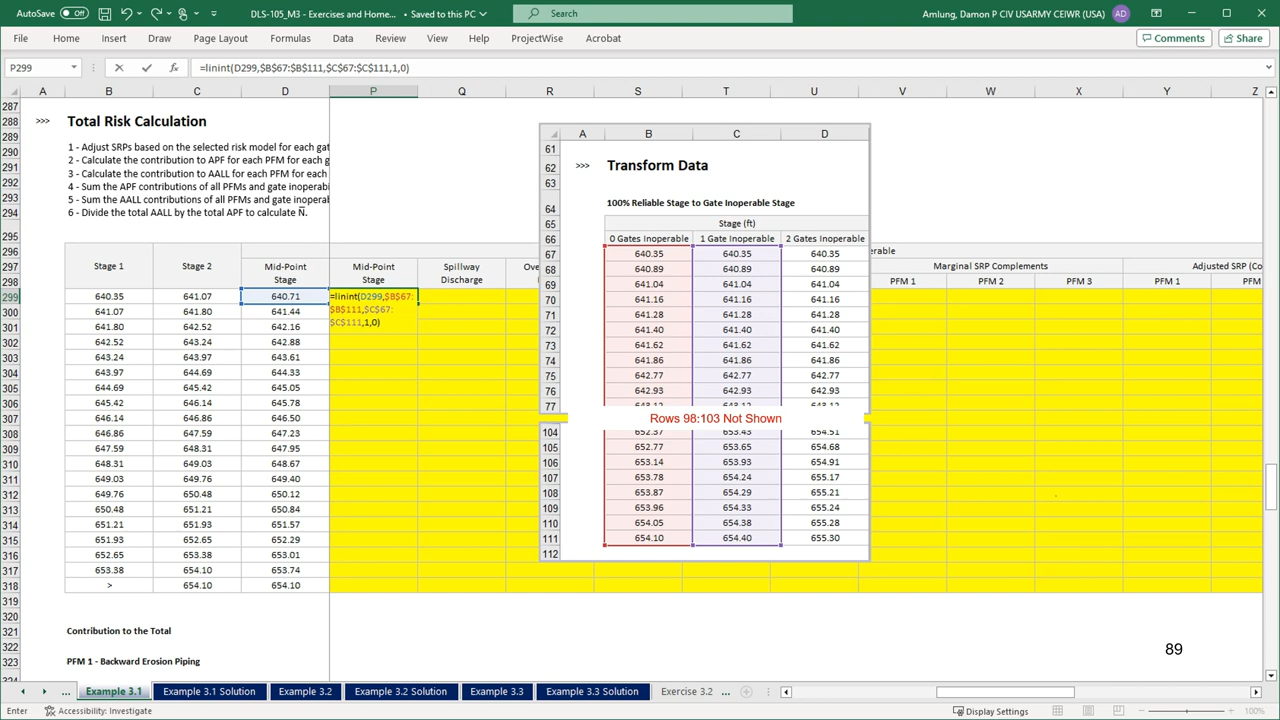 AutoSave Off DLS-105_M3 - Exercises and Home... • Saved to this PC Search Amlung, Damon P CIV USARMY CEIWR (USA) AD
File Home Insert Draw Page Layout Formulas Data Review View Help ProjectWise Acrobat Comments Share
P299 fx =linint(D299,$B$67:$B$111,$C$67:$C$111,1,0)
A B C D P Q R S T U V W X Y Z
287
288 >>> Total Risk Calculation
289
290 1 - Adjust SRPs based on the selected risk model for each gat
291 2 - Calculate the contribution to APF for each PFM for each g
292 3 - Calculate the contribution to AALL for each PFM for each
293 4 - Sum the APF contributions of all PFMs and gate inoperabi
294 5 - Sum the AALL contributions of all PFMs and gate inoperab
6 - Divide the total AALL by the total APF to calculate N̅.
295
296 erable
297 Stage 1 Stage 2 Mid-Point Stage Mid-Point Stage Spillway Discharge Ove Marginal SRP Complements Adjusted SRP (Co
298 PFM 1 PFM 2 PFM 3 PFM 1 PFM
299 640.35 641.07 640.71 =linint(D299,$B$67:
300 641.07 641.80 641.44 $B$111,$C$67:
301 641.80 642.52 642.16 $C$111,1,0)
302 642.52 643.24 642.88
303 643.24 643.97 643.61
304 643.97 644.69 644.33
305 644.69 645.42 645.05
306 645.42 646.14 645.78
307 646.14 646.86 646.50
308 646.86 647.59 647.23
309 647.59 648.31 647.95
310 648.31 649.03 648.67
311 649.03 649.76 649.40
312 649.76 650.48 650.12
313 650.48 651.21 650.84
314 651.21 651.93 651.57
315 651.93 652.65 652.29
316 652.65 653.38 653.01
317 653.38 654.10 653.74
318 > 654.10 654.10
319
320
321 Contribution to the Total
322
323 PFM 1 - Backward Erosion Piping
A B C D
61
62 >>> Transform Data
63
64 100% Reliable Stage to Gate Inoperable Stage
65 Stage (ft)
66 0 Gates Inoperable 1 Gate Inoperable 2 Gates Inoperable
67 640.35 640.35 640.35
68 640.89 640.89 640.89
69 641.04 641.04 641.04
70 641.16 641.16 641.16
71 641.28 641.28 641.28
72 641.40 641.40 641.40
73 641.62 641.62 641.62
74 641.86 641.86 641.86
75 642.77 642.77 642.77
76 642.93 642.93 642.93
77 643.12 643.12 643.12
Rows 98:103 Not Shown
104 652.37 653.43 654.51
105 652.77 653.65 654.68
106 653.14 653.93 654.91
107 653.78 654.24 655.17
108 653.87 654.29 655.21
109 653.96 654.33 655.24
110 654.05 654.38 655.28
111 654.10 654.40 655.30
112
89
... Example 3.1 Example 3.1 Solution Example 3.2 Example 3.2 Solution Example 3.3 Example 3.3 Solution Exercise 3.2 ...
Enter Accessibility: Investigate Display Settings 100%